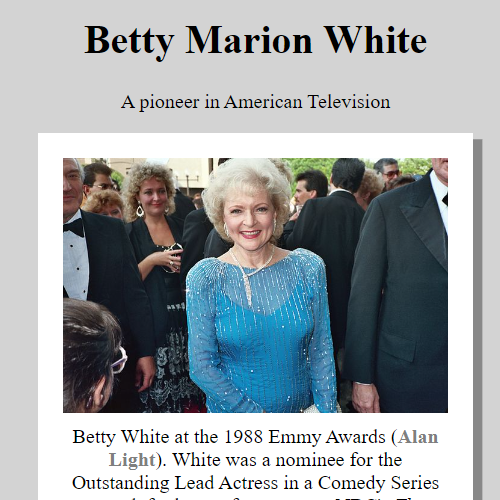 Betty Marion White
A pioneer in American Television
Betty White at the 1988 Emmy Awards (Alan
Light). White was a nominee for the
Outstanding Lead Actress in a Comedy Series